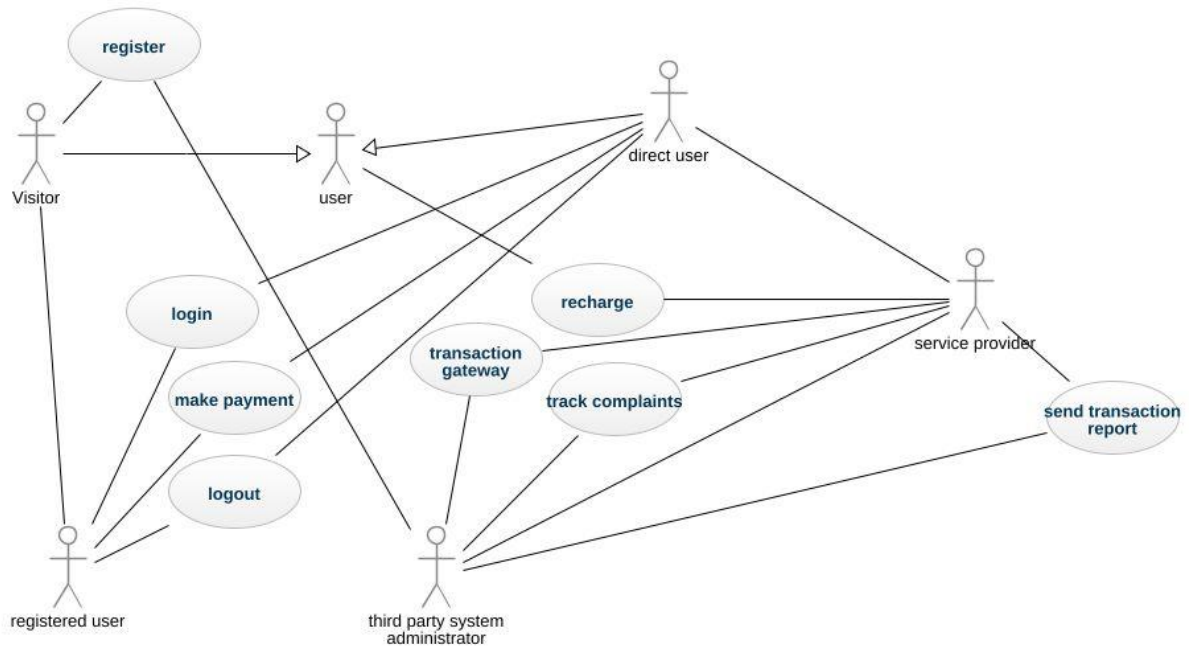 register
Visitor
user
direct user
login
recharge
service provider
transaction
gateway
make payment
track complaints
send transaction
report
logout
registered user
third party system
administrator